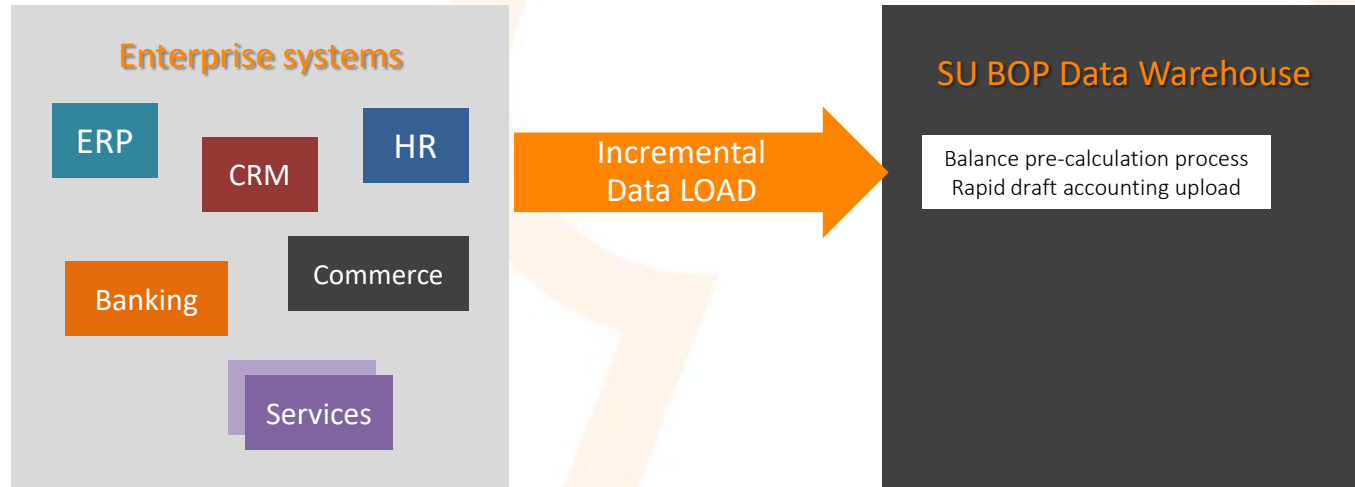 Enterprise systems
ERP
CRM
HR
Banking
Commerce
Services
Incremental
Data LOAD
SU BOP Data Warehouse
Balance pre-calculation process
Rapid draft accounting upload